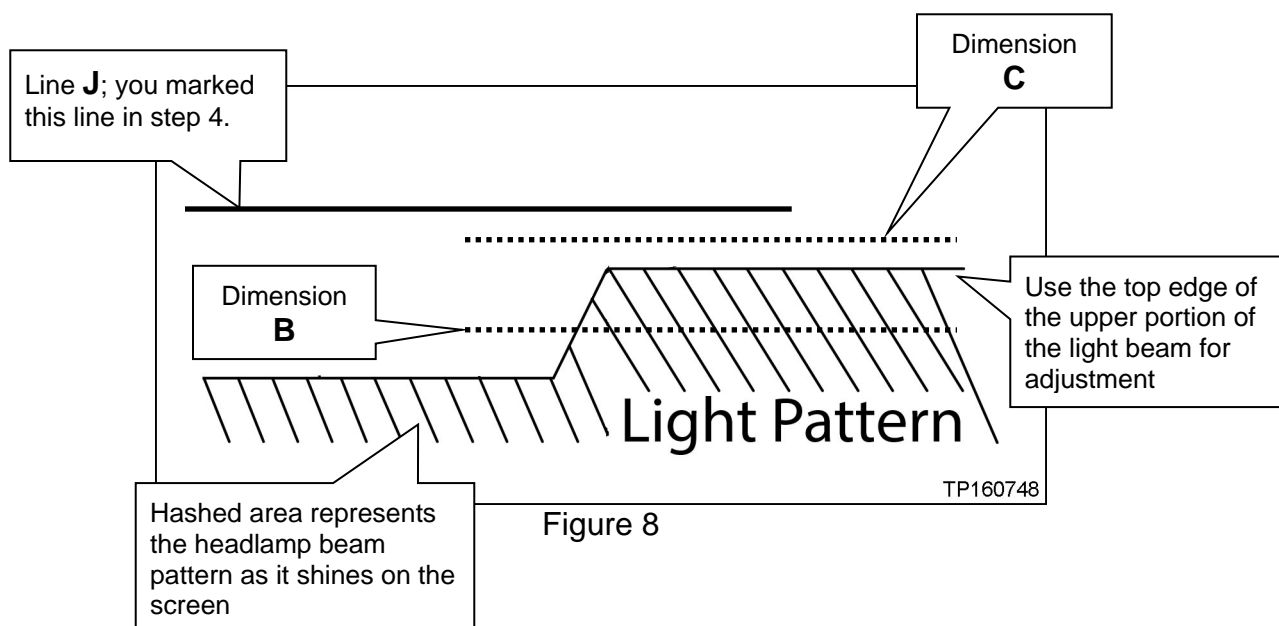 Line J; you marked
this line in step 4.
Dimension
C
Dimension
B
Use the top edge of
the upper portion of
the light beam for
adjustment
Light Pattern
TP160748
Hashed area represents
the headlamp beam
pattern as it shines on the
screen
Figure 8